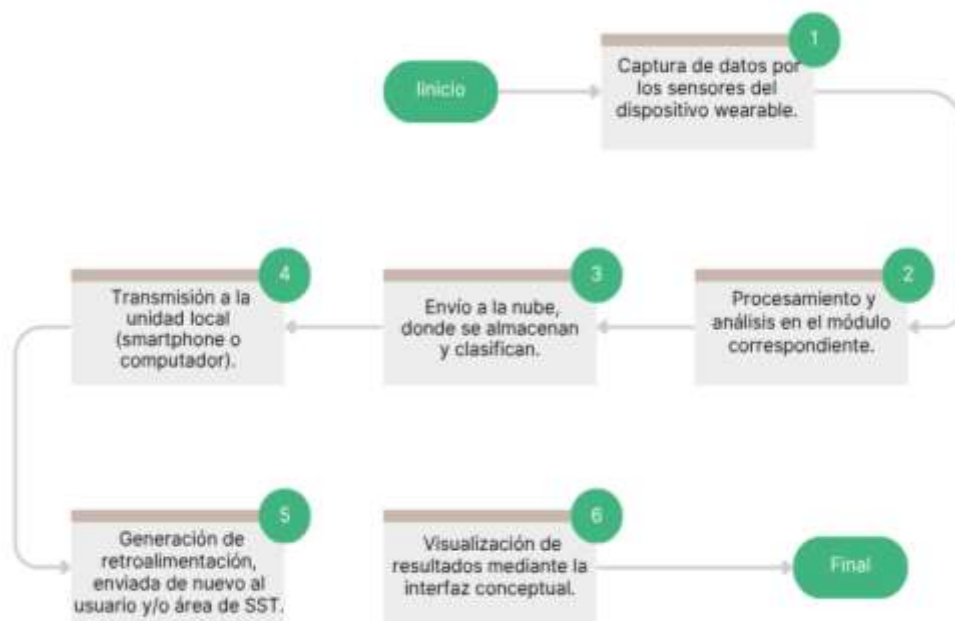 Iinicio
1
Captura de datos por
los sensores del
dispositivo wearable.
2
Procesamiento y
análisis en el módulo
correspondiente.
3
Envío a la nube,
donde se almacenan
y clasifican.
4
Transmisión a la
unidad local
(smartphone o
computador).
5
Generación de
retroalimentación,
enviada de nuevo al
usuario y/o área de SST.
6
Visualización de
resultados mediante la
interfaz conceptual.
Final